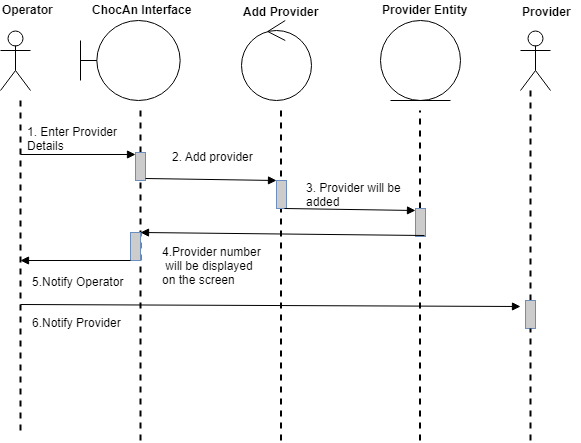 Operator
ChocAn Interface
Add Provider
Provider Entity
Provider
1. Enter Provider
Details
2. Add provider
3. Provider will be
added
4.Provider number
will be displayed
on the screen
5.Notify Operator
6.Notify Provider